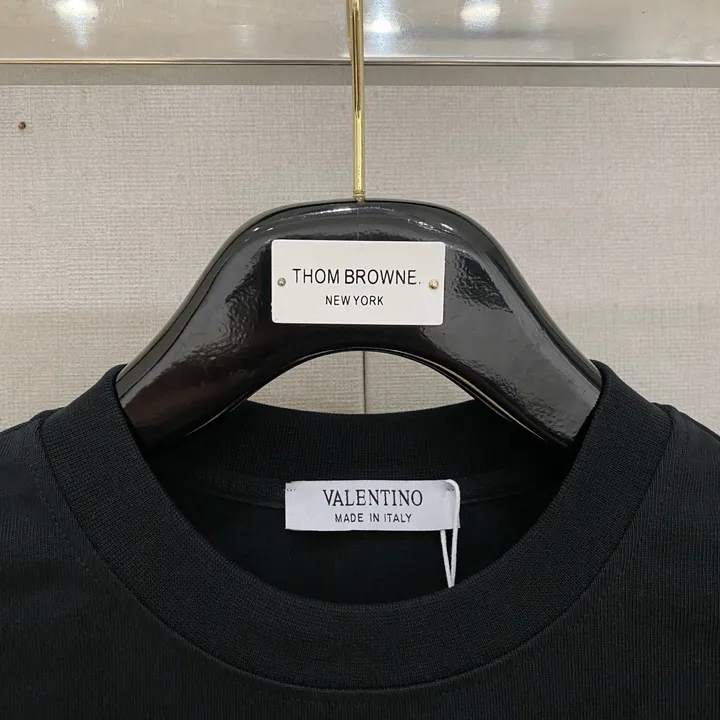 THOM BROWNE.
NEW YORK
VALENTINO
MADE IN ITALY